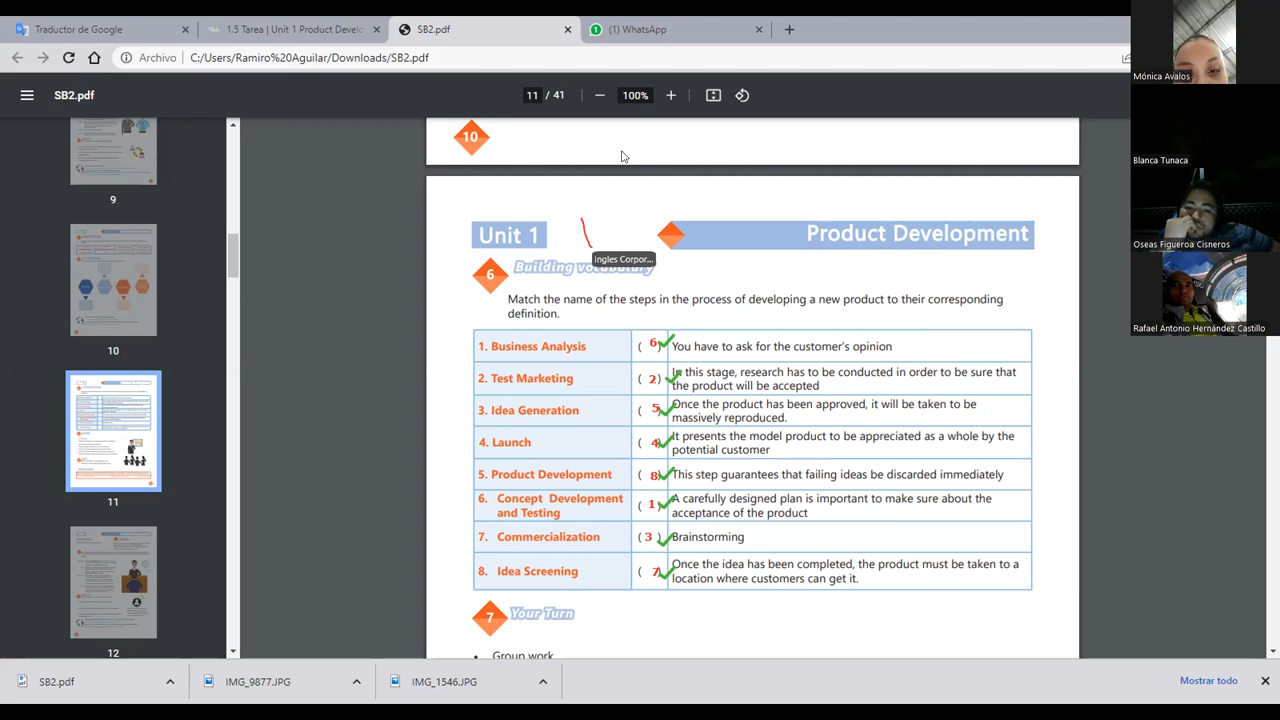 Traductor de Google
1.5 Tarea | Unit 1 Product Develo
SB2.pdf
(1) WhatsApp
Archivo
C:/Users/Ramiro%20Aguilar/Downloads/SB2.pdf
SB2.pdf
11 / 41
100%
Mónica Avalos
Blanca Tunaca
Oseas Figueroa Cisneros
Rafael Antonio Hernández Castillo
9
10
11
12
10
Unit 1
Product Development
ingles Corpor...
6
Building vocabulary
Match the name of the steps in the process of developing a new product to their corresponding
definition.
1. Business Analysis ( 6 ) You have to ask for the customer's opinion
2. Test Marketing ( 2 ) In this stage, research has to be conducted in order to be sure that
the product will be accepted
3. Idea Generation ( 5 ) Once the product has been approved, it will be taken to be
massively reproduced
4. Launch ( 4 ) It presents the model product to be appreciated as a whole by the
potential customer
5. Product Development ( 8 ) This step guarantees that failing ideas be discarded immediately
6. Concept Development
and Testing ( 1 ) A carefully designed plan is important to make sure about the
acceptance of the product
7. Commercialization ( 3 ) Brainstorming
8. Idea Screening ( 7 ) Once the idea has been completed, the product must be taken to a
location where customers can get it.
7
Your Turn
• Group work
SB2.pdf
IMG_9877.JPG
IMG_1546.JPG
Mostrar todo